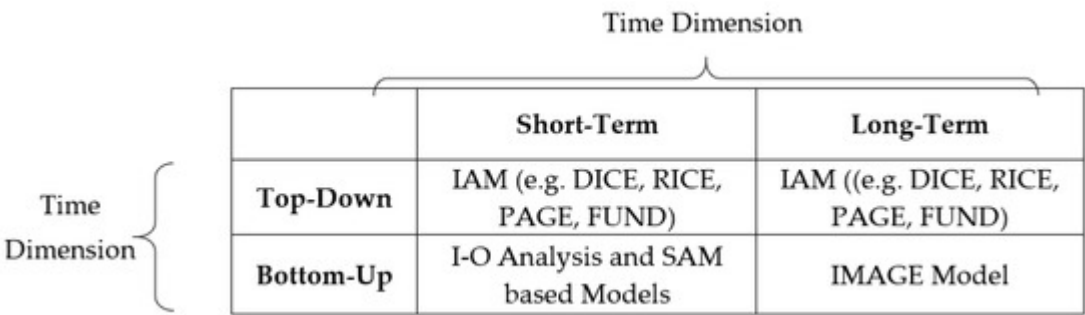 Time Dimension
Short-Term
Long-Term
Time
Dimension
Top-Down
IAM (e.g. DICE, RICE,
PAGE, FUND)
IAM ((e.g. DICE, RICE,
PAGE, FUND)
Bottom-Up
I-O Analysis and SAM
based Models
IMAGE Model